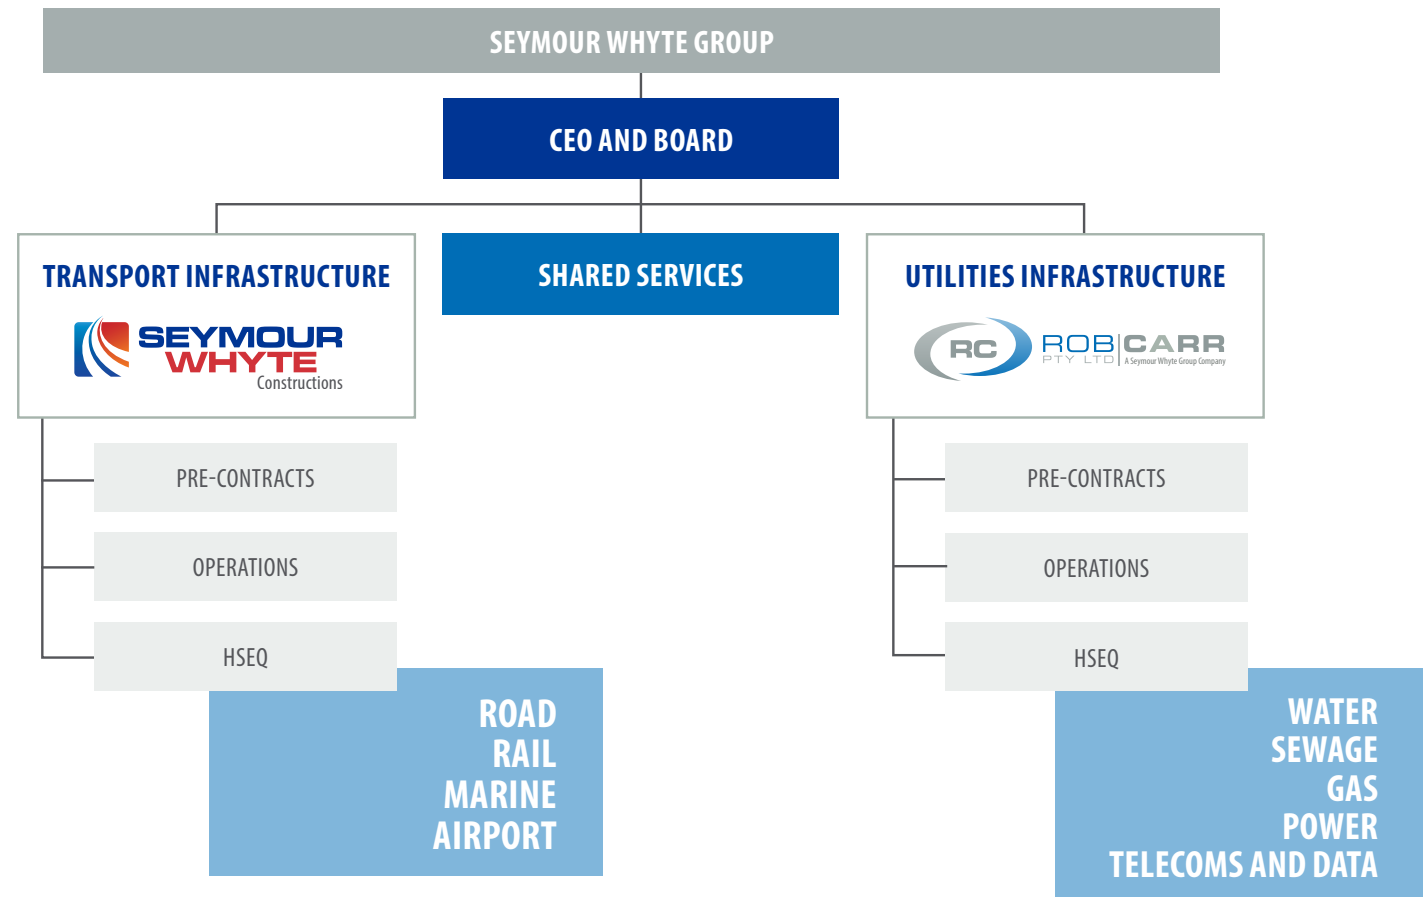 SEYMOUR WHYTE GROUP
CEO AND BOARD
TRANSPORT INFRASTRUCTURE
SEYMOUR
WHYTE
Constructions
SHARED SERVICES
UTILITIES INFRASTRUCTURE
RC
ROB CARR
PTY LTD A Seymour Whyte Group Company
PRE-CONTRACTS
OPERATIONS
HSEQ
ROAD
RAIL
MARINE
AIRPORT
PRE-CONTRACTS
OPERATIONS
HSEQ
WATER
SEWAGE
GAS
POWER
TELECOMS AND DATA